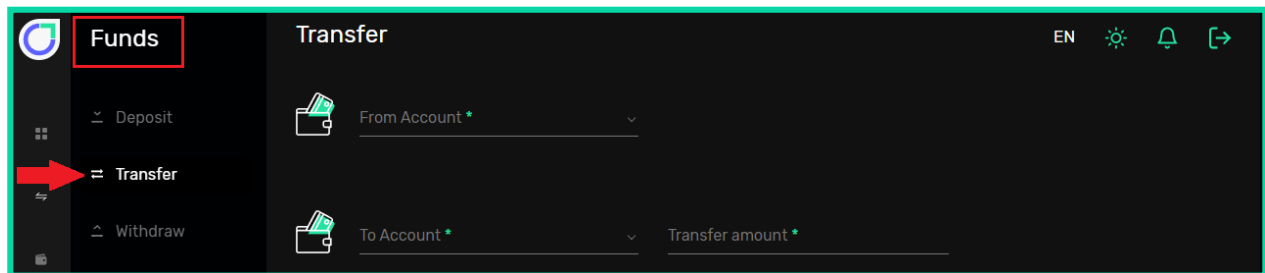 Funds
Transfer
EN
Deposit
From Account *
Transfer
Withdraw
To Account *
Transfer amount *